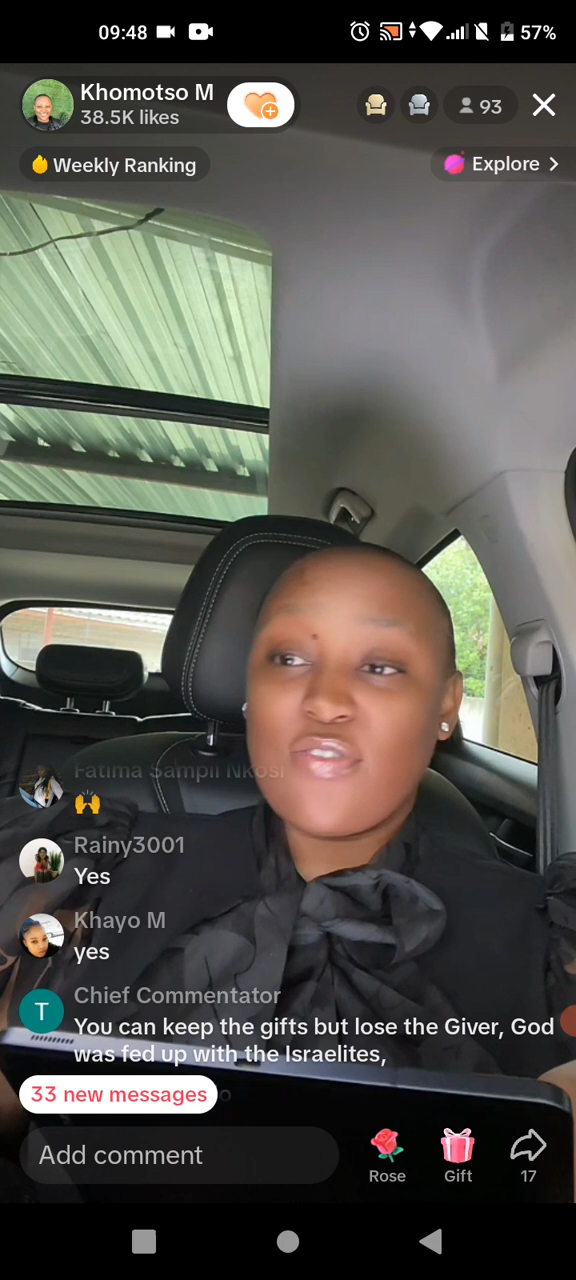 09:48
57%
Khomotso M
38.5K likes
93
Weekly Ranking
Explore
Fatima Sampii Nkosi
🙌
Rainy3001
Yes
Khayo M
yes
T
Chief Commentator
You can keep the gifts but lose the Giver, God
was fed up with the Israelites,
33 new messages
Add comment
Rose
Gift
17